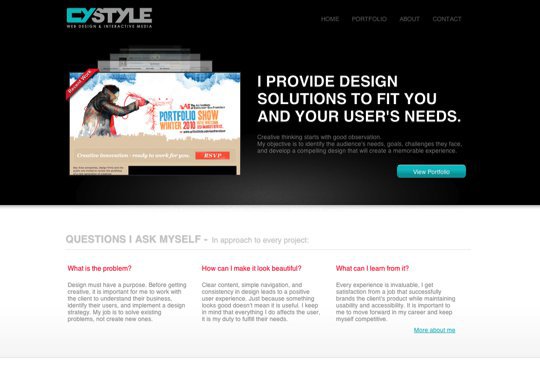 CYSTYLE
WEB DESIGN & INTERACTIVE MEDIA
HOME PORTFOLIO ABOUT CONTACT
Recent Work
PORTFOLIO SHOW
WINTER 2010
Creative Innovation - ready to work for you. RSVP
I PROVIDE DESIGN
SOLUTIONS TO FIT YOU
AND YOUR USER'S NEEDS.
Creative thinking starts with good observation.
My objective is to identify the audience's needs, goals, challenges they face,
and develop a compelling design that will create a memorable experience.
View Portfolio
QUESTIONS I ASK MYSELF - In approach to every project:
What is the problem?
Design must have a purpose. Before getting
creative, it is important for me to work with
the client to understand their business,
identify their users, and implement a design
strategy. My job is to solve existing
problems, not create new ones.
How can I make it look beautiful?
Clear content, simple navigation, and
consistency in design leads to a positive
user experience. Just because something
looks good doesn't mean it is useful. I keep
in mind that everything I do affects the user,
it is my duty to fulfill their needs.
What can I learn from it?
Every experience is invaluable, I get
satisfaction from a job that successfully
brands the client's product while maintaining
usability and accessibility. It is important to
me to move forward in my career and keep
myself competitive.
More about me